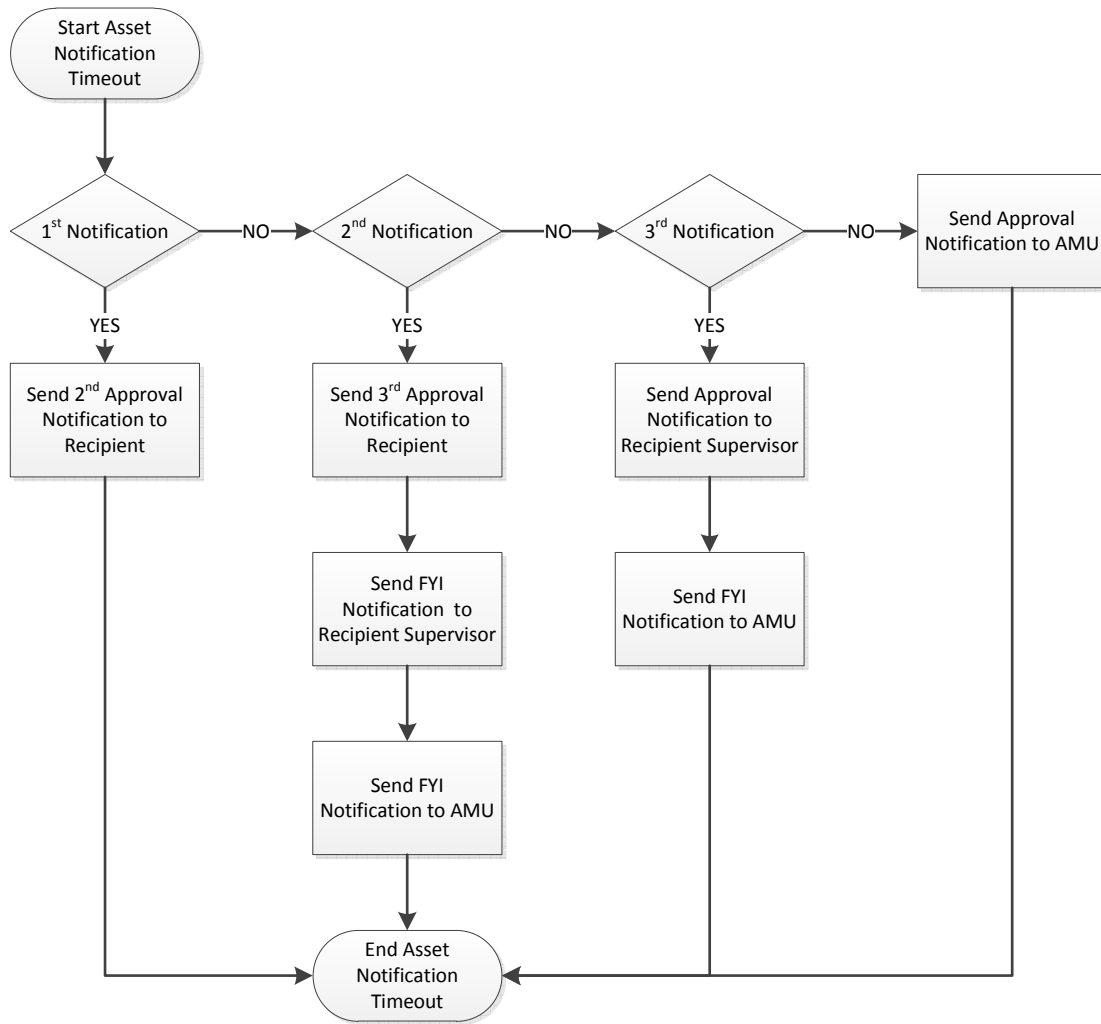 Start Asset
Notification
Timeout
1st Notification
NO
2nd Notification
NO
3rd Notification
NO
Send Approval
Notification to AMU
YES
YES
YES
Send 2nd Approval
Notification to
Recipient
Send 3rd Approval
Notification to
Recipient
Send Approval
Notification to
Recipient Supervisor
Send FYI
Notification to
Recipient Supervisor
Send FYI
Notification to AMU
Send FYI
Notification to AMU
End Asset
Notification
Timeout